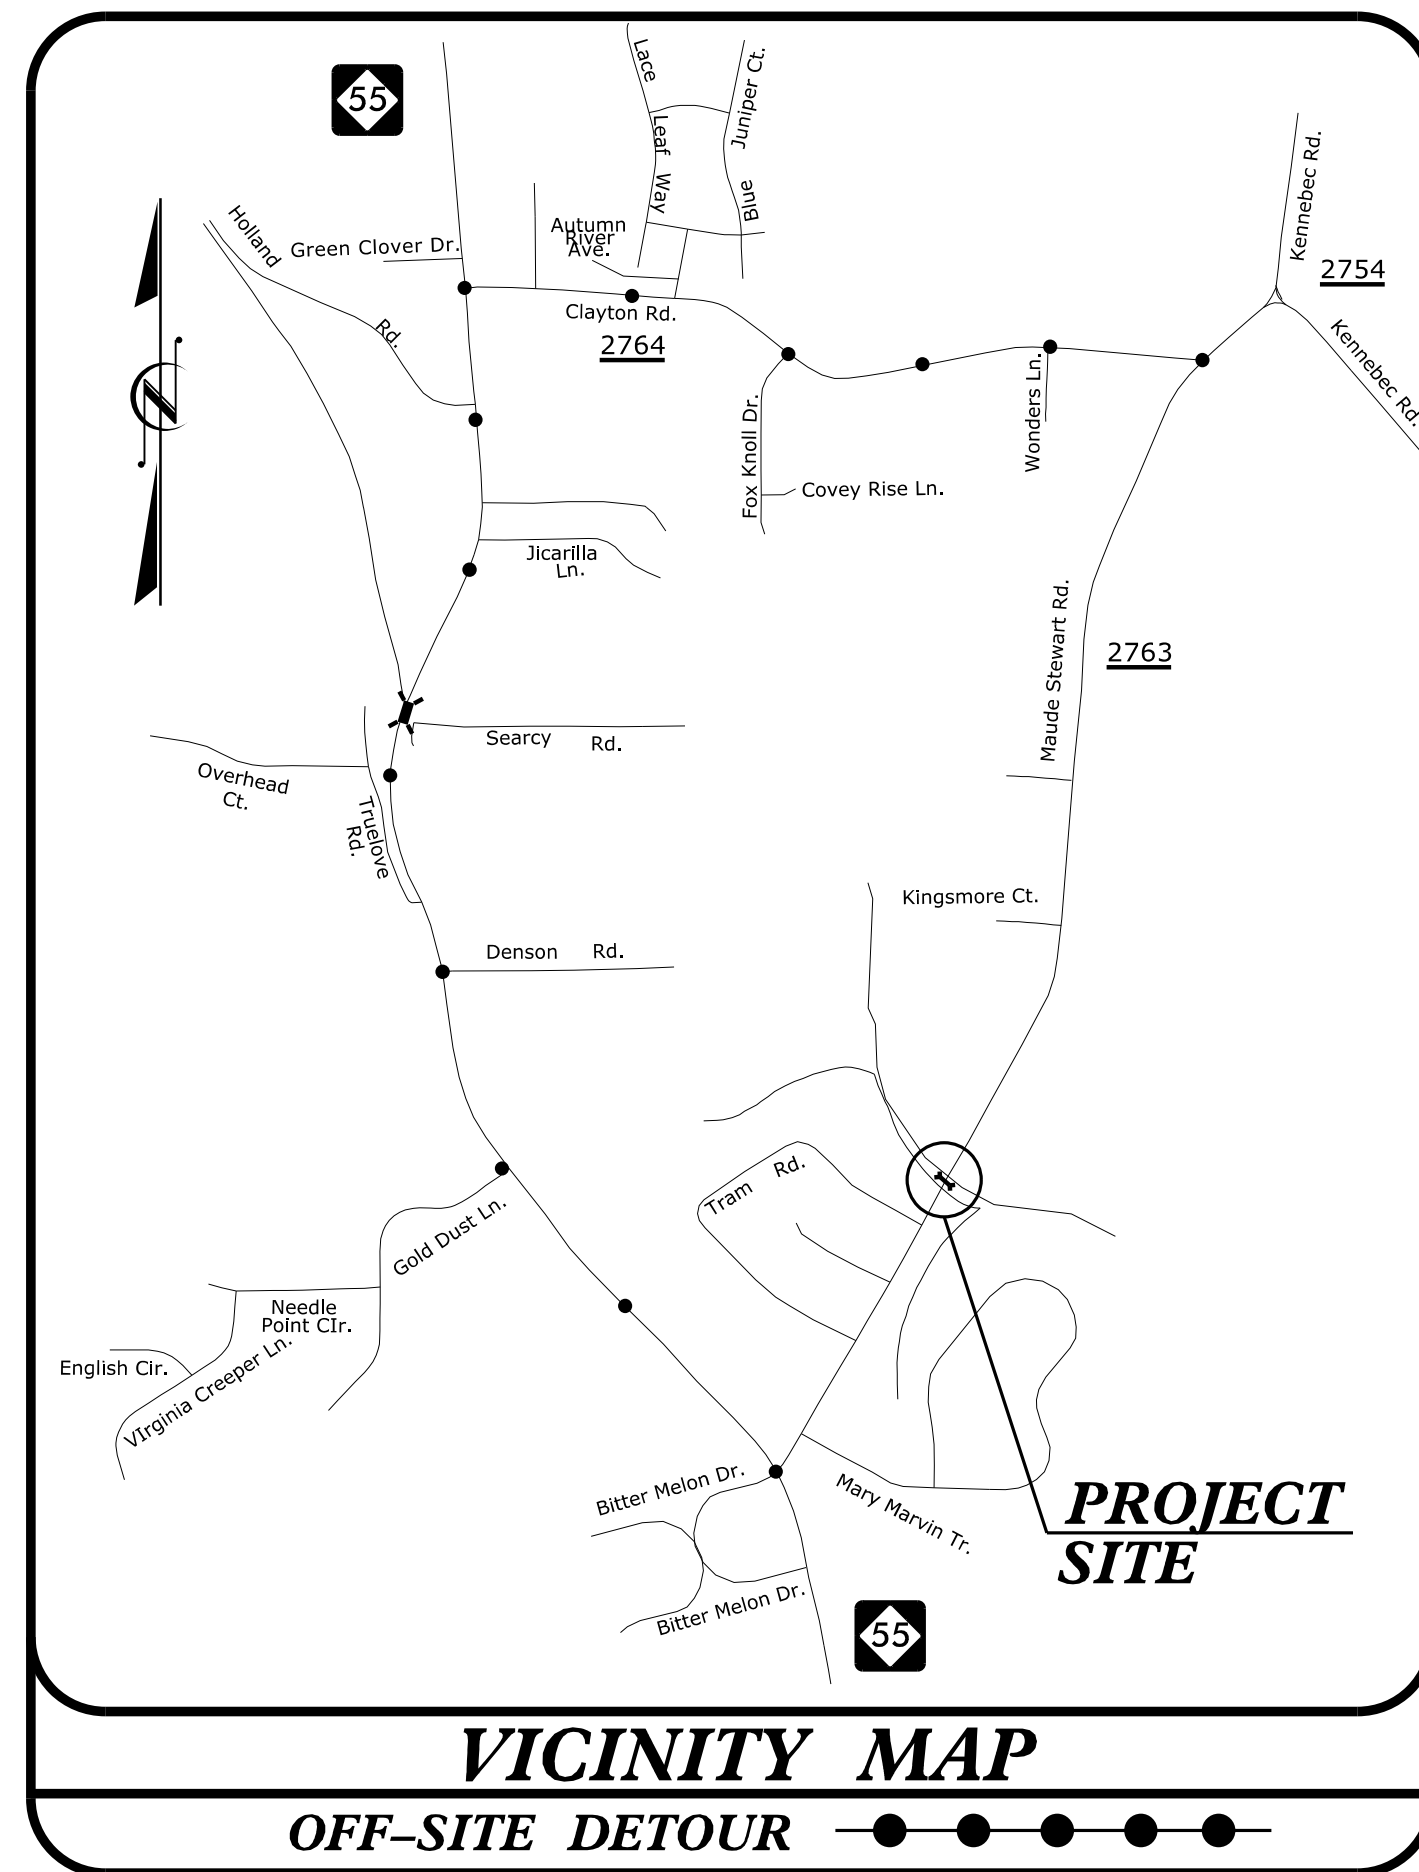 55
Lace
Leaf
Way
Blue
Juniper Ct.
Kennebec Rd.
2754
Kennebec Rd.
Holland
Rd.
Green Clover Dr.
Autumn
River
Ave.
Clayton Rd.
2764
N
Fox Knoll Dr.
Covey Rise Ln.
Wonders Ln.
Jicarilla
Ln.
Maude Stewart Rd.
2763
Searcy Rd.
Overhead
Ct.
Truelove
Rd.
Kingsmore Ct.
Denson Rd.
Tram Rd.
Gold Dust Ln.
Needle
Point CIr.
English Cir.
VIrginia Creeper Ln.
Bitter Melon Dr.
Mary Marvin Tr.
Bitter Melon Dr.
PROJECT
SITE
55
VICINITY MAP
OFF–SITE DETOUR